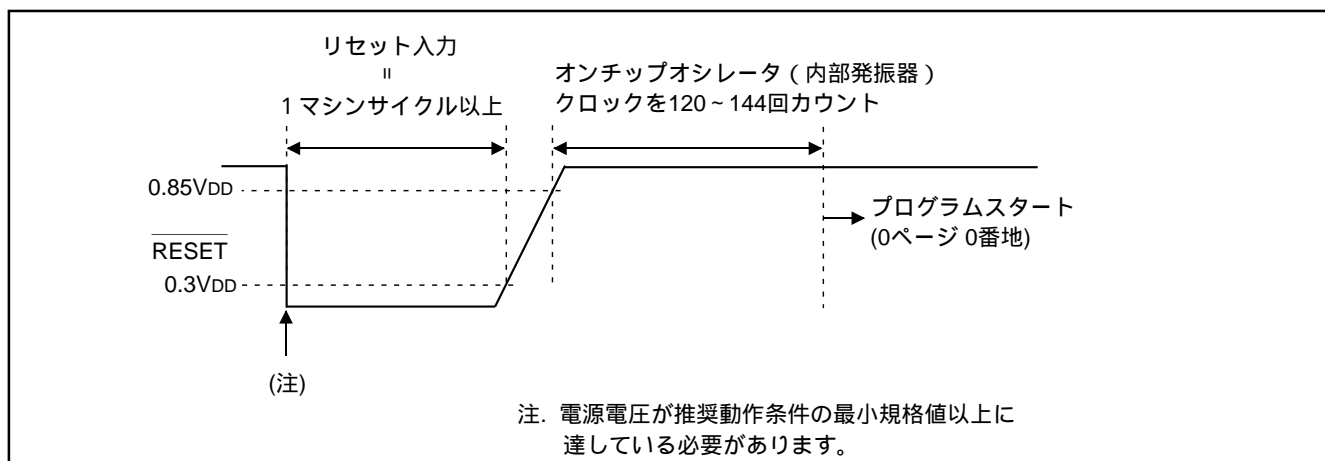 リセット入力
=
1 マシンサイクル以上
オンチップオシレータ（内部発振器）
クロックを120～144回カウント
0.85VDD
RESET
0.3VDD
プログラムスタート
(0ページ 0番地)
(注)
注. 電源電圧が推奨動作条件の最小規格値以上に
達している必要があります。